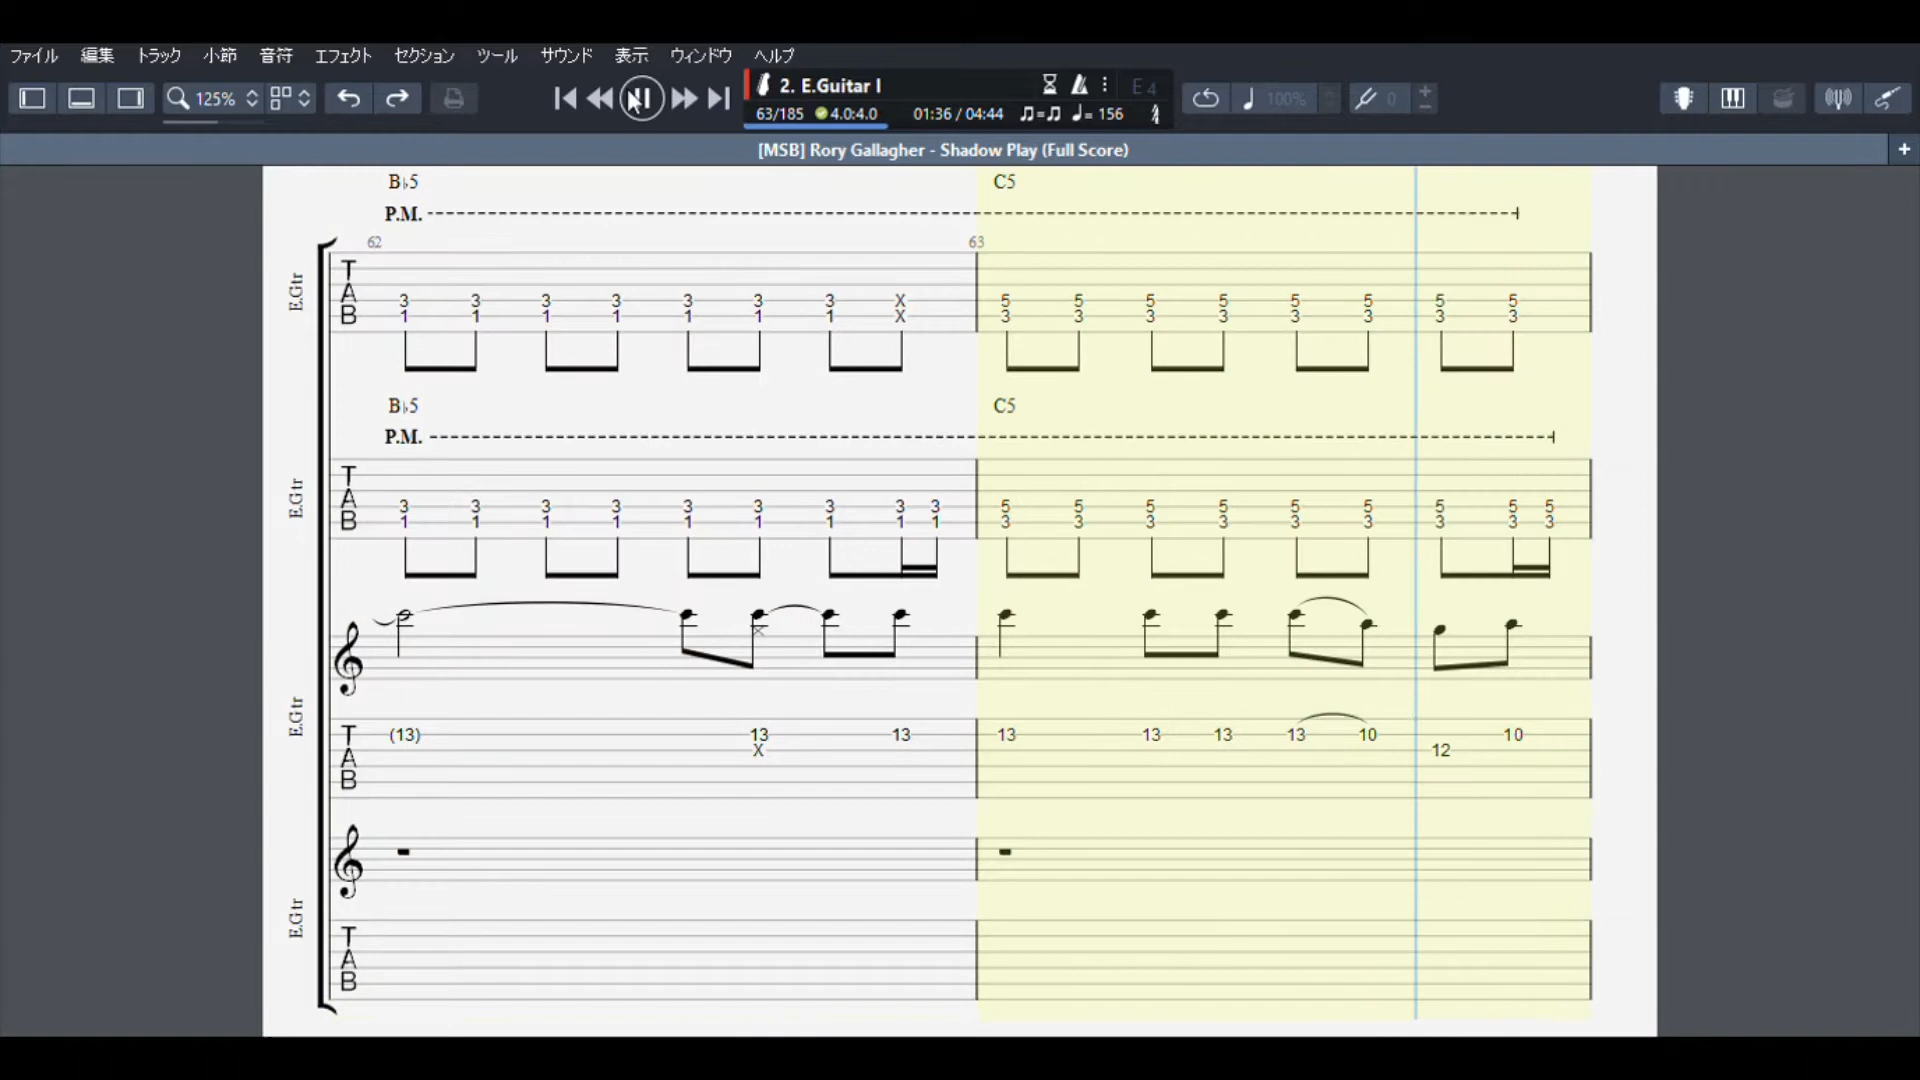 ファイル 編集 トラック 小節 音符 エフェクト セクション ツール サウンド 表示 ウィンドウ ヘルプ
125% 2. E.Guitar I E 4 100% 0
63/185 4.0:4.0 01:36 / 04:44 ♫=♫ ♩= 156
[MSB] Rory Gallagher - Shadow Play (Full Score) +
B♭5 C5
P.M.
62 63
E.Gtr
T
A 3 3 3 3 3 3 3 X 5 5 5 5 5 5 5 5
B 1 1 1 1 1 1 1 X 3 3 3 3 3 3 3 3
B♭5 C5
P.M.
E.Gtr
T
A 3 3 3 3 3 3 3 3 3 5 5 5 5 5 5 5 5 5
B 1 1 1 1 1 1 1 1 1 3 3 3 3 3 3 3 3 3
E.Gtr
T (13) 13 13 13 13 13 13 10 10
A X 12
B
E.Gtr
T
A
B